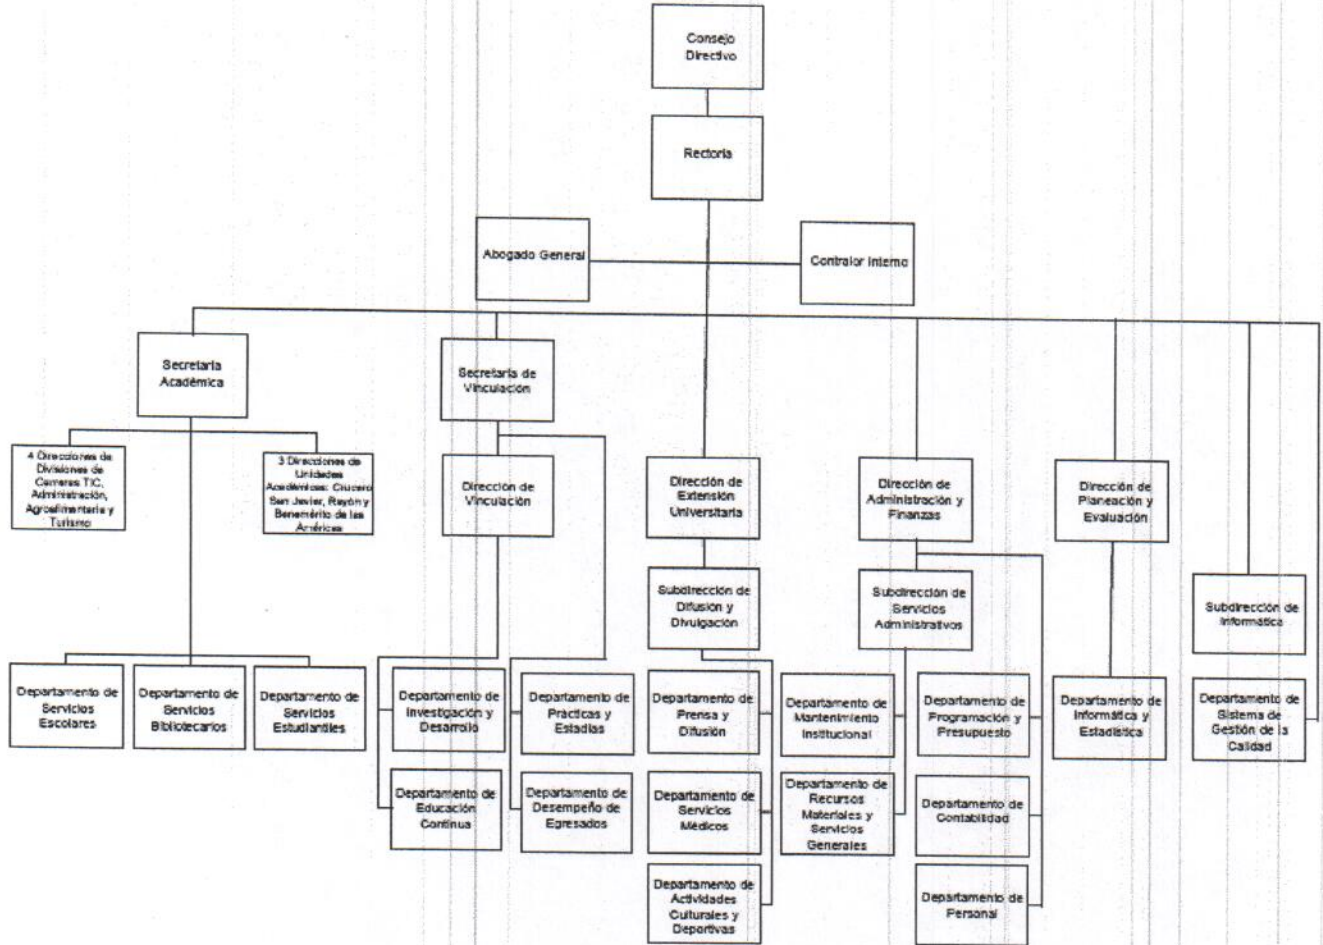 Consejo
Directivo
Rectoría
Abogado General
Contralor Interno
Secretaría
Académica
Secretaría de
Vinculación
4 Direcciones de
Divisiones de
Carreras TIC,
Administración,
Agroalimentaria y
Turismo
3 Direcciones de
Unidades
Académicas: Crucero
San Javier, Rayón y
Benemérito de las
Américas
Dirección de
Vinculación
Dirección de
Extensión
Universitaria
Dirección de
Administración y
Finanzas
Dirección de
Planeación y
Evaluación
Subdirección de
Difusión y
Divulgación
Subdirección de
Servicios
Administrativos
Subdirección de
Informática
Departamento de
Servicios
Escolares
Departamento de
Servicios
Bibliotecarios
Departamento de
Servicios
Estudiantiles
Departamento de
Investigación y
Desarrollo
Departamento de
Prácticas y
Estadías
Departamento de
Prensa y
Difusión
Departamento de
Mantenimiento
Institucional
Departamento de
Programación y
Presupuesto
Departamento de
Informática y
Estadística
Departamento de
Sistema de
Gestión de la
Calidad
Departamento de
Educación
Continua
Departamento de
Desempeño de
Egresados
Departamento de
Servicios
Médicos
Departamento de
Recursos
Materiales y
Servicios
Generales
Departamento de
Contabilidad
Departamento de
Actividades
Culturales y
Deportivas
Departamento de
Personal